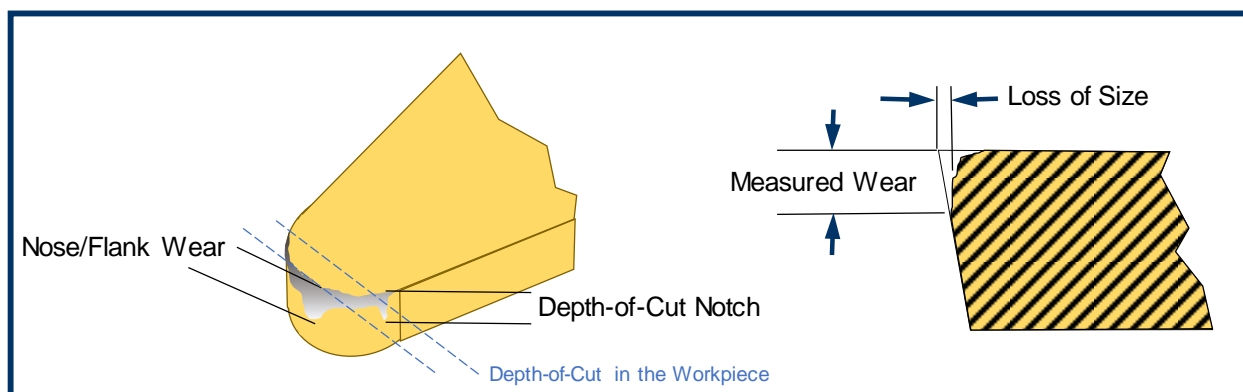 Loss of Size
Measured Wear
Nose/Flank Wear
Depth-of-Cut Notch
Depth-of-Cut in the Workpiece